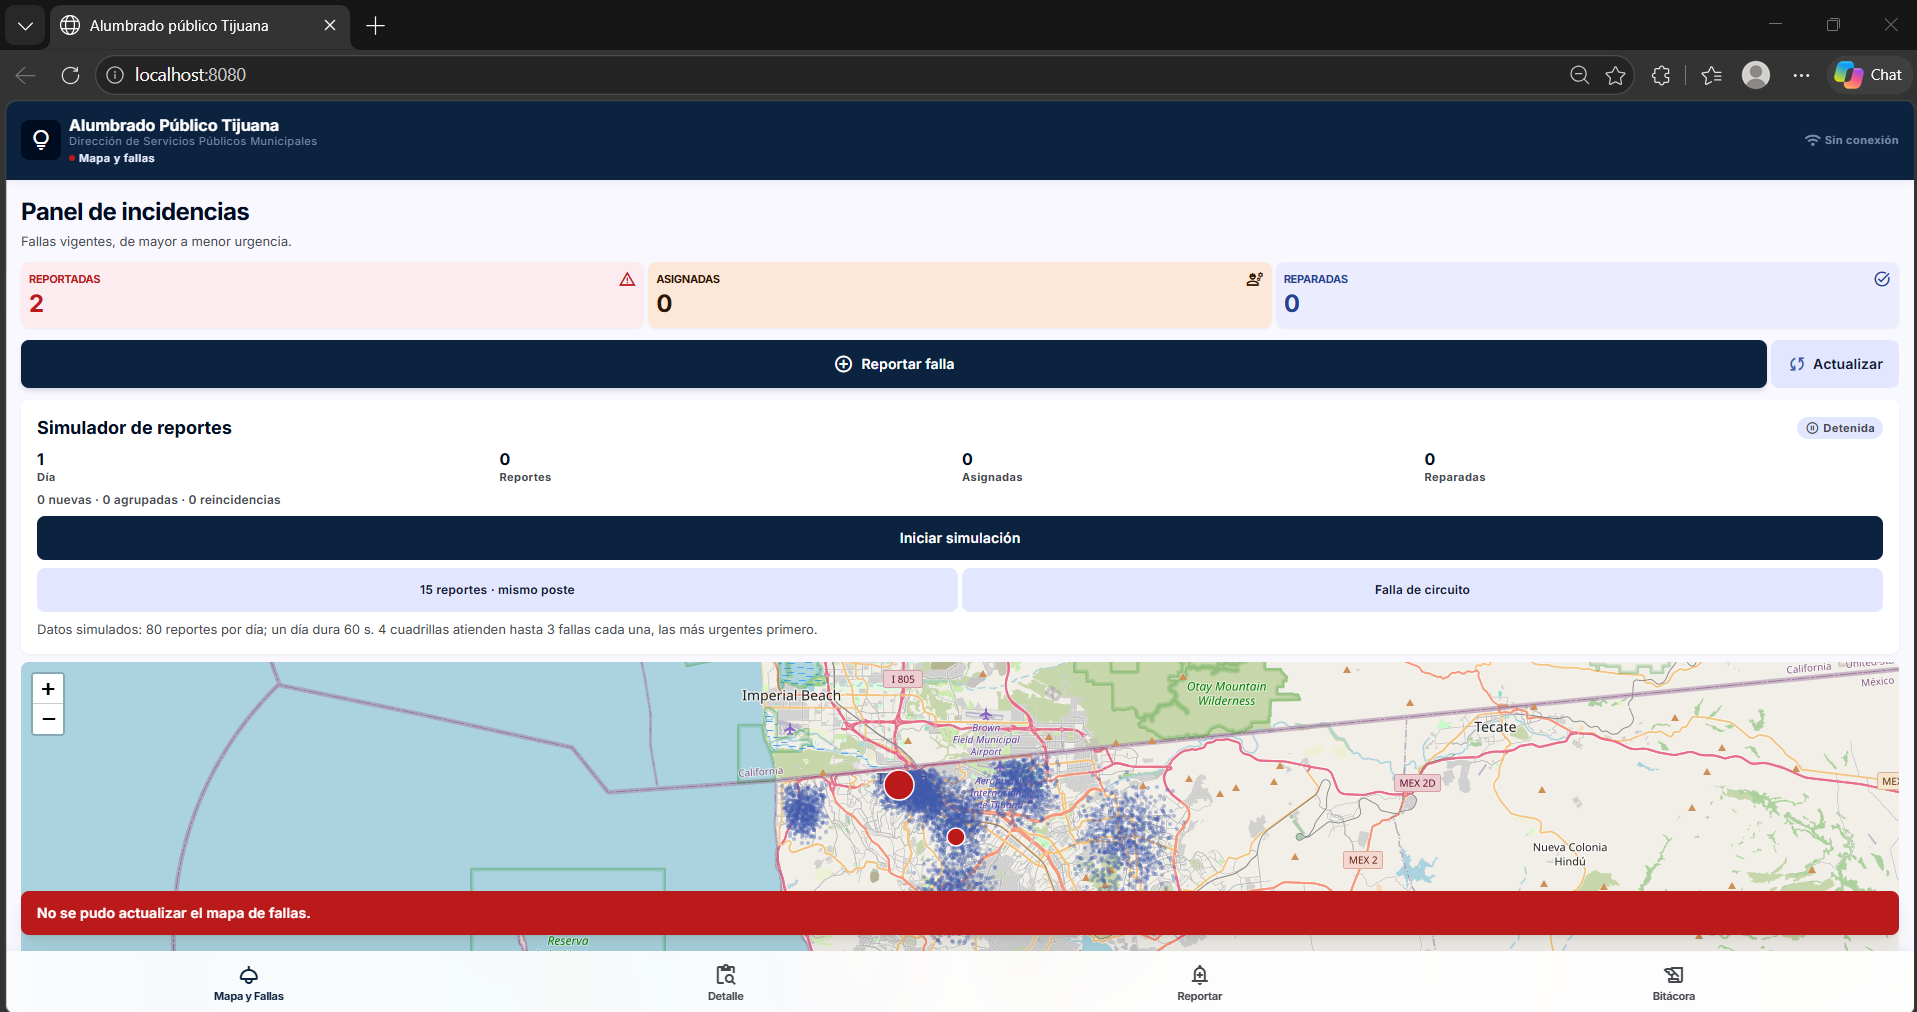 Alumbrado público Tijuana
localhost:8080
Chat
Alumbrado Público Tijuana
Dirección de Servicios Públicos Municipales
Mapa y fallas
Sin conexión
Panel de incidencias
Fallas vigentes, de mayor a menor urgencia.
REPORTADAS
2
ASIGNADAS
0
REPARADAS
0
Reportar falla
Actualizar
Simulador de reportes
Detenida
1
Día
0
Reportes
0
Asignadas
0
Reparadas
0 nuevas · 0 agrupadas · 0 reincidencias
Iniciar simulación
15 reportes · mismo poste
Falla de circuito
Datos simulados: 80 reportes por día; un día dura 60 s. 4 cuadrillas atienden hasta 3 fallas cada una, las más urgentes primero.
+
−
Imperial Beach
I 805
Otay Mountain
Wilderness
California
México
Brown
Field Municipal
Airport
Tecate
California
MEX 2D
MEX 2
Nueva Colonia
Hindú
No se pudo actualizar el mapa de fallas.
Reserva
Mapa y Fallas
Detalle
Reportar
Bitácora